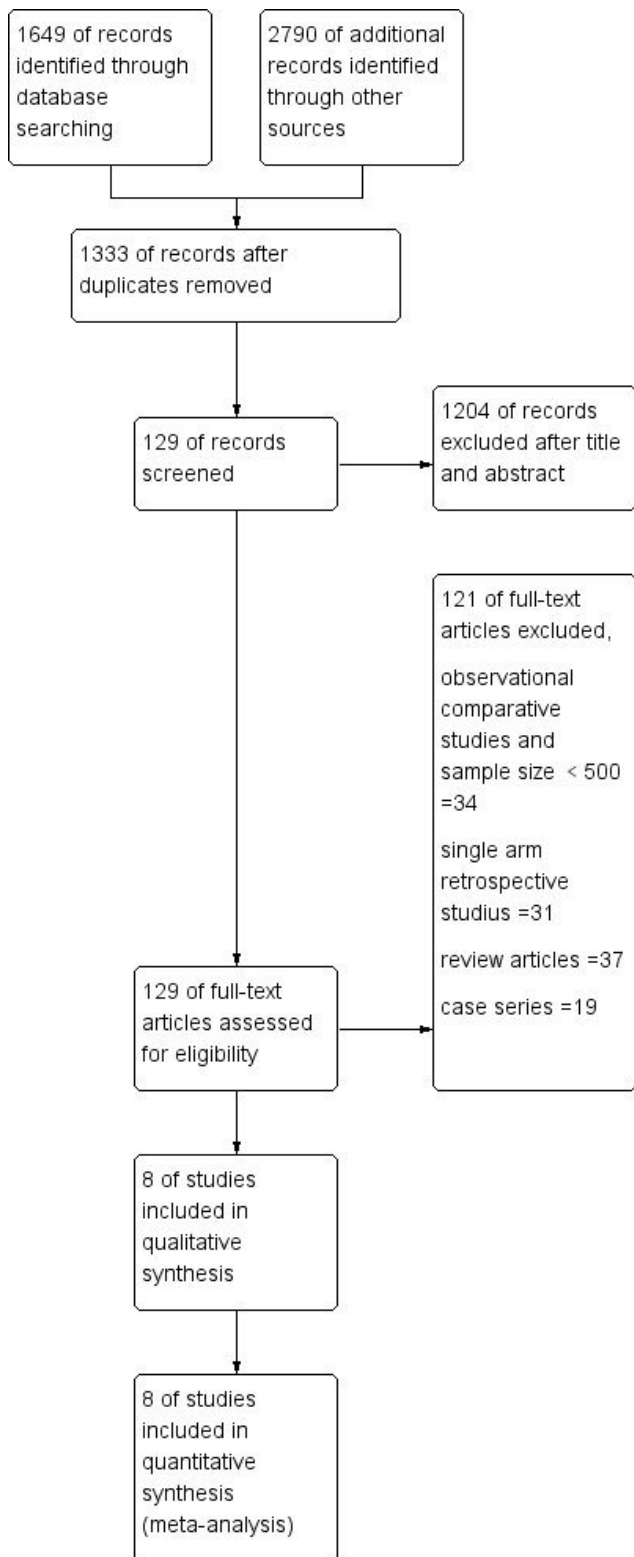 1649 of records
identified through
database
searching
2790 of additional
records identified
through other
sources
1333 of records after
duplicates removed
129 of records
screened
1204 of records
excluded after title
and abstract
121 of full-text
articles excluded,
observational
comparative
studies and
sample size < 500
=34
single arm
retrospective
studius =31
review articles =37
case series =19
129 of full-text
articles assessed
for eligibility
8 of studies
included in
qualitative
synthesis
8 of studies
included in
quantitative
synthesis
(meta-analysis)